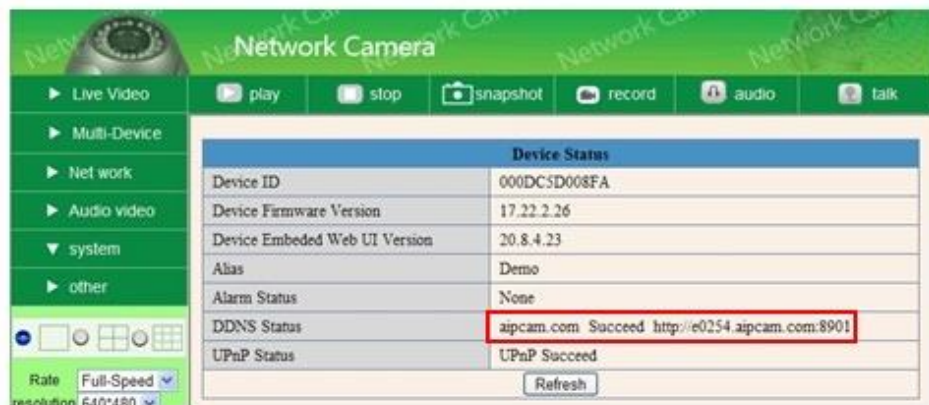 Network Camera
Live Video
Multi-Device
Net work
Audio video
system
other
Rate Full-Speed
resolution 640*480
play stop snapshot record audio talk
Device Status
Device ID 000DC5D008FA
Device Firmware Version 17.22.2.26
Device Embeded Web UI Version 20.8.4.23
Alias Demo
Alarm Status None
DDNS Status aipcam.com Succeed http://e0254.aipcam.com:8901
UPnP Status UPnP Succeed
Refresh